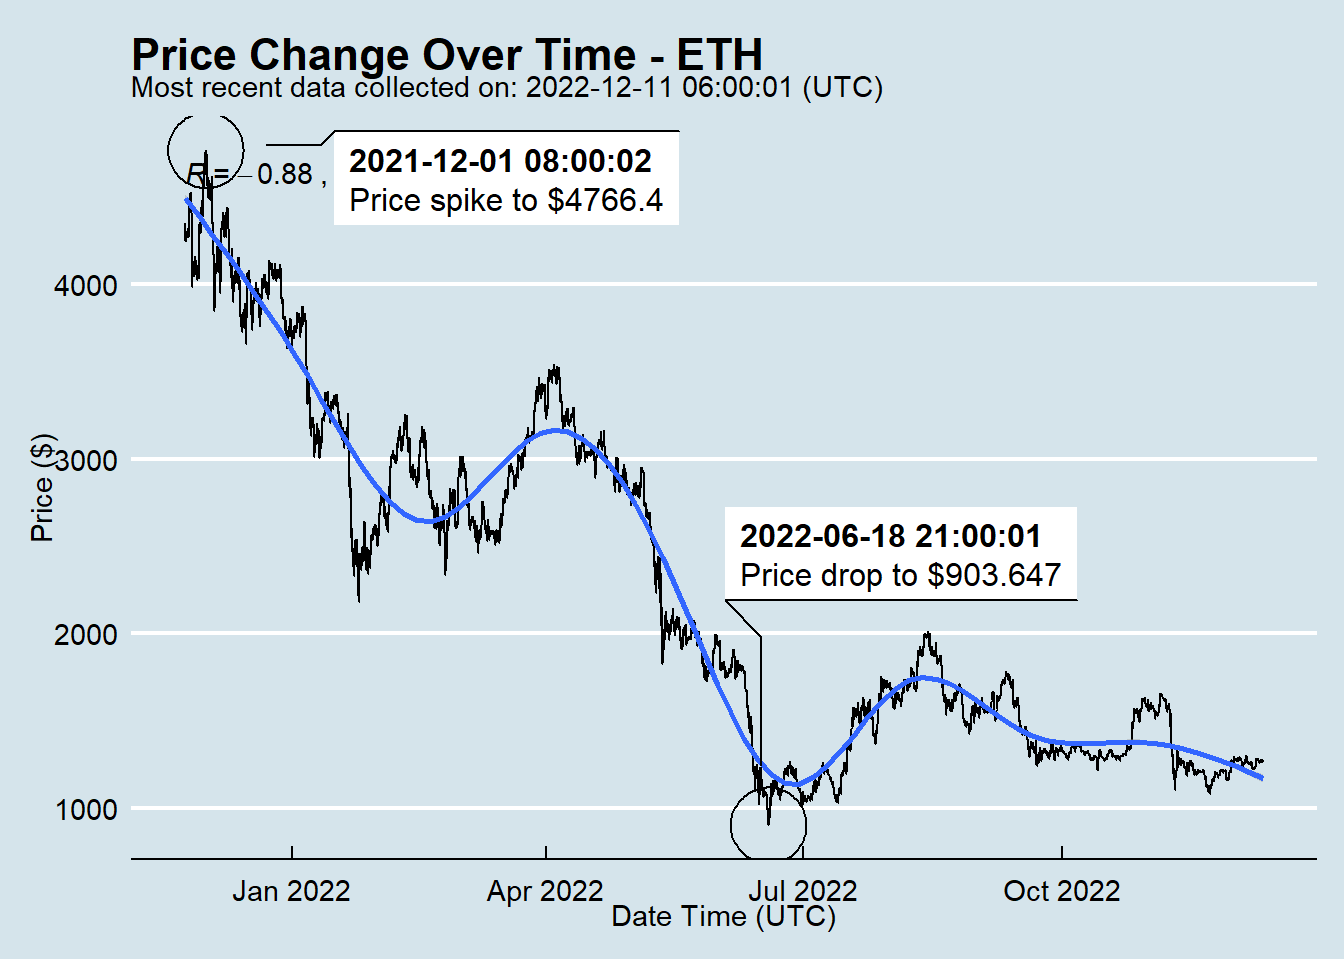 Price Change Over Time - ETH
Most recent data collected on: 2022-12-11 06:00:01 (UTC)
2021-12-01 08:00:02
Price spike to $4766.4
R = −0.88 ,
4000
3000
2000
1000
Price ($)
2022-06-18 21:00:01
Price drop to $903.647
Jan 2022
Apr 2022
Jul 2022
Oct 2022
Date Time (UTC)